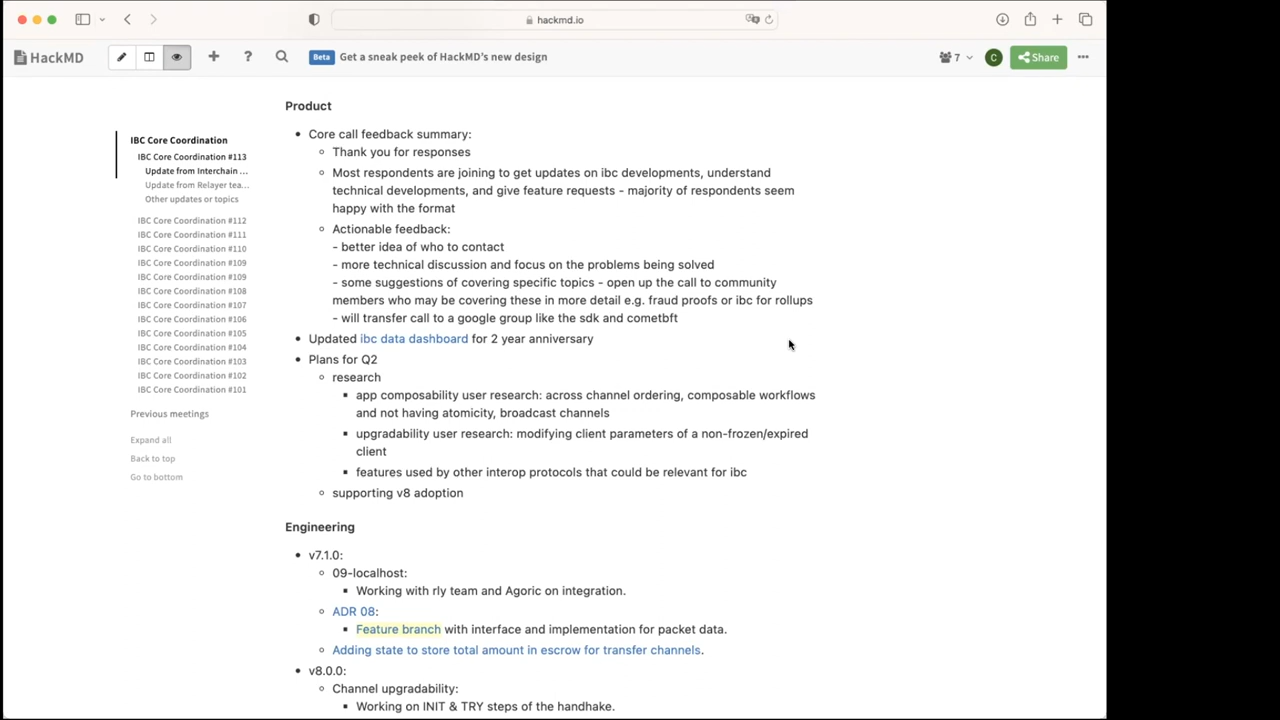 hackmd.io
HackMD
Beta Get a sneak peek of HackMD's new design
7
C
Share
IBC Core Coordination
IBC Core Coordination #113
Update from Interchain ...
Update from Relayer tea...
Other updates or topics
IBC Core Coordination #112
IBC Core Coordination #111
IBC Core Coordination #110
IBC Core Coordination #109
IBC Core Coordination #109
IBC Core Coordination #108
IBC Core Coordination #107
IBC Core Coordination #106
IBC Core Coordination #105
IBC Core Coordination #104
IBC Core Coordination #103
IBC Core Coordination #102
IBC Core Coordination #101
Previous meetings
Expand all
Back to top
Go to bottom
Product
Core call feedback summary:
Thank you for responses
Most respondents are joining to get updates on ibc developments, understand
technical developments, and give feature requests - majority of respondents seem
happy with the format
Actionable feedback:
- better idea of who to contact
- more technical discussion and focus on the problems being solved
- some suggestions of covering specific topics - open up the call to community
members who may be covering these in more detail e.g. fraud proofs or ibc for rollups
- will transfer call to a google group like the sdk and cometbft
Updated ibc data dashboard for 2 year anniversary
Plans for Q2
research
app composability user research: across channel ordering, composable workflows
and not having atomicity, broadcast channels
upgradability user research: modifying client parameters of a non-frozen/expired
client
features used by other interop protocols that could be relevant for ibc
supporting v8 adoption
Engineering
v7.1.0:
09-localhost:
Working with rly team and Agoric on integration.
ADR 08:
Feature branch with interface and implementation for packet data.
Adding state to store total amount in escrow for transfer channels.
v8.0.0:
Channel upgradability:
Working on INIT & TRY steps of the handhake.